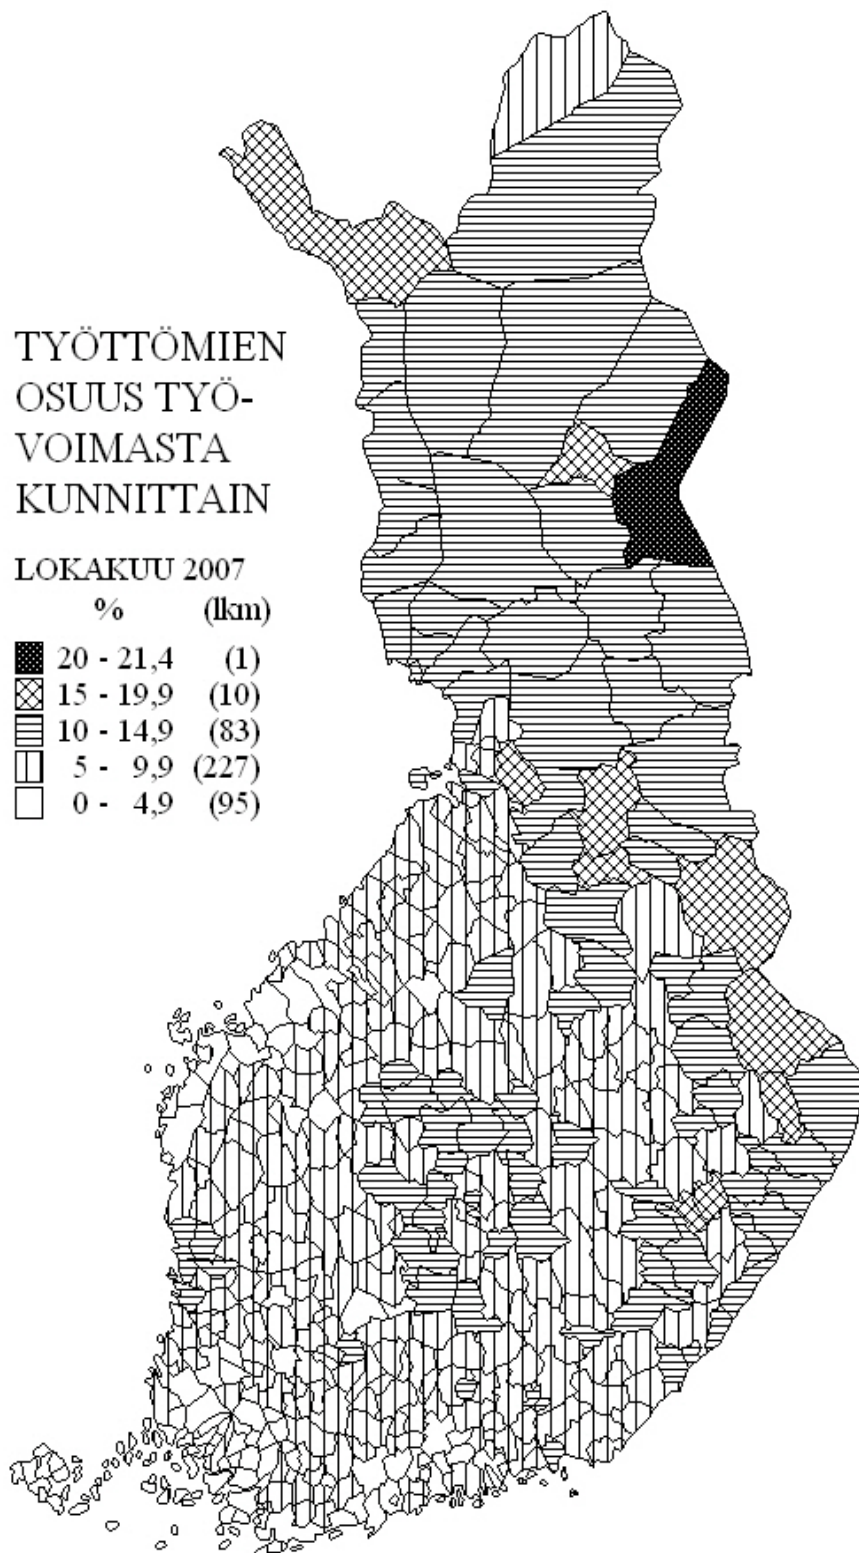 TYÖTTÖMIEN
OSUUS TYÖ-
VOIMASTA
KUNNITTAIN
LOKAKUU 2007
% (lkm)
20 - 21,4 (1)
15 - 19,9 (10)
10 - 14,9 (83)
5 - 9,9 (227)
0 - 4,9 (95)